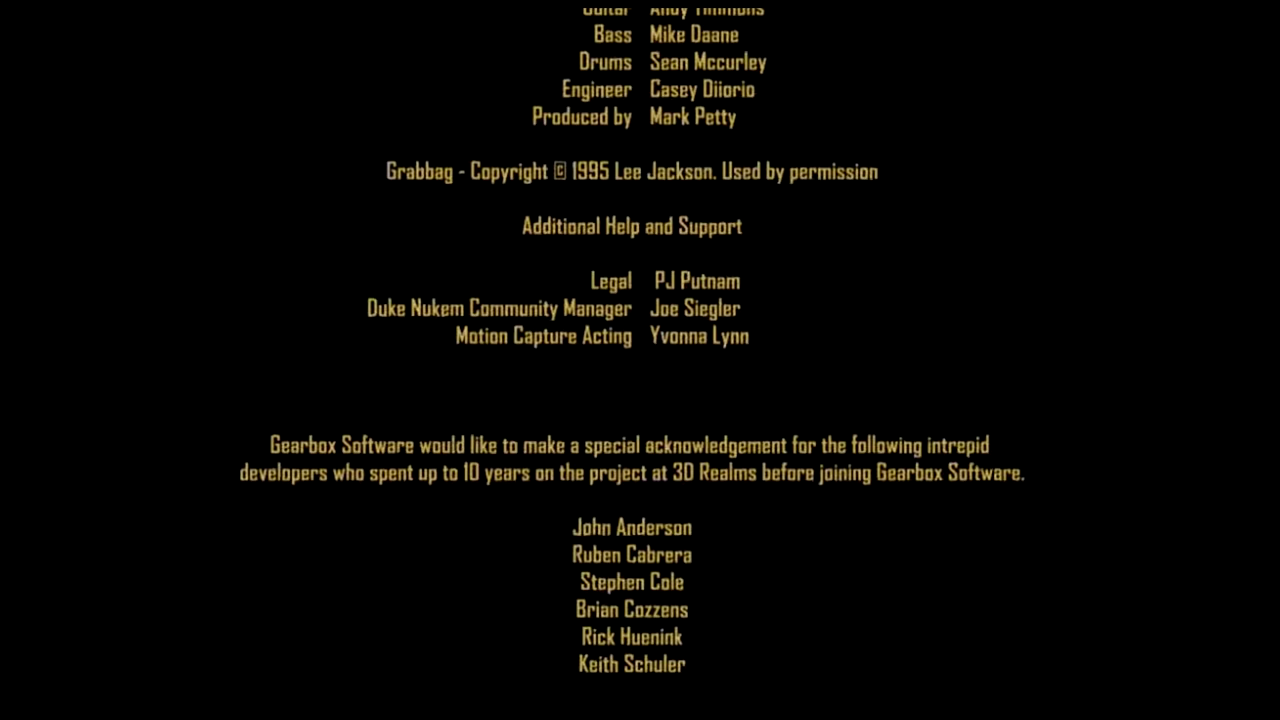 Guitar Andy Timmons
Bass Mike Daane
Drums Sean Mccurley
Engineer Casey Diiorio
Produced by Mark Petty
Grabbag - Copyright © 1995 Lee Jackson. Used by permission
Additional Help and Support
Legal PJ Putnam
Duke Nukem Community Manager Joe Siegler
Motion Capture Acting Yvonna Lynn
Gearbox Software would like to make a special acknowledgement for the following intrepid
developers who spent up to 10 years on the project at 3D Realms before joining Gearbox Software.
John Anderson
Ruben Cabrera
Stephen Cole
Brian Cozzens
Rick Huenink
Keith Schuler